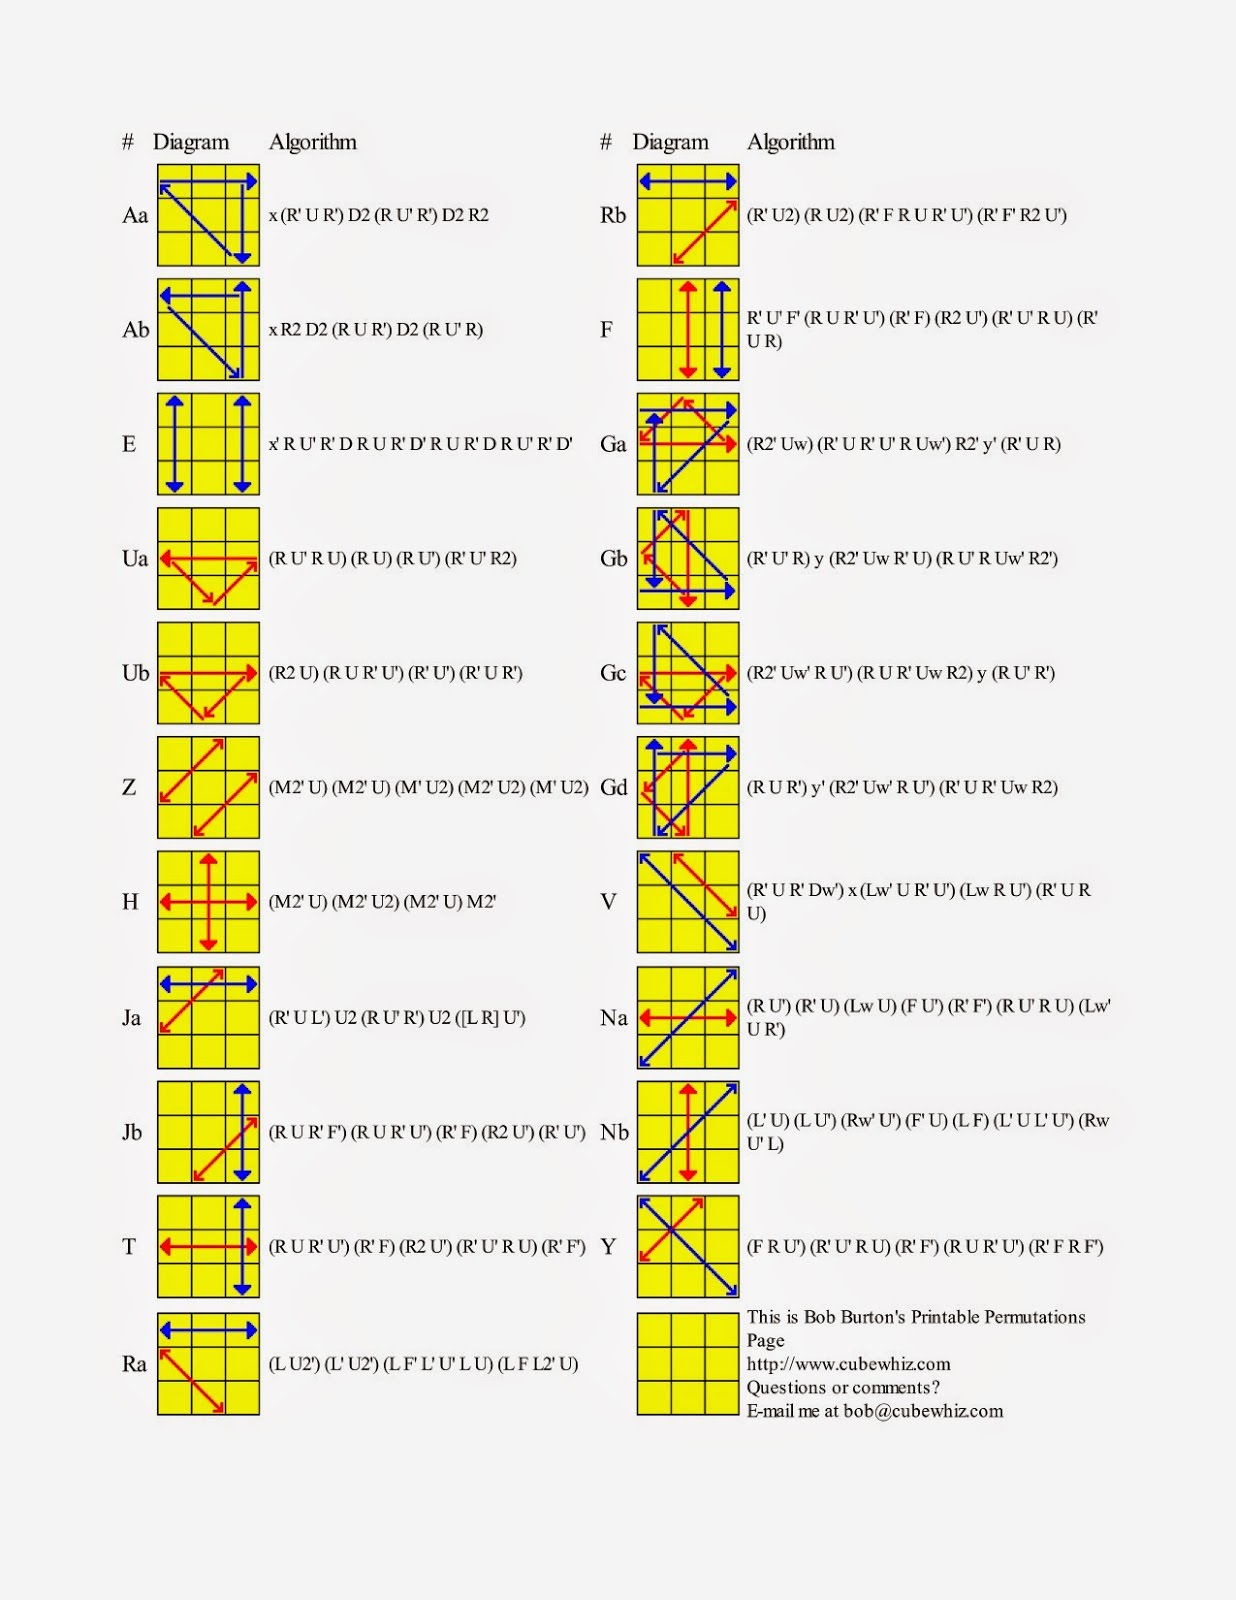 # Diagram Algorithm
Aa x (R' U R') D2 (R U' R') D2 R2
Ab x R2 D2 (R U R') D2 (R U' R)
E x' R U' R' D R U R' D' R U R' D R U' R' D'
Ua (R U' R U) (R U) (R U') (R' U' R2)
Ub (R2 U) (R U R' U') (R' U') (R' U R')
Z (M2' U) (M2' U) (M' U2) (M2' U2) (M' U2)
H (M2' U) (M2' U2) (M2' U) M2'
Ja (R' U L') U2 (R U' R') U2 ([L R] U')
Jb (R U R' F') (R U R' U') (R' F) (R2 U') (R' U')
T (R U R' U') (R' F) (R2 U') (R' U' R U) (R' F')
Ra (L U2') (L' U2') (L F' L' U' L U) (L F L2' U)
# Diagram Algorithm
Rb (R' U2) (R U2) (R' F R U R' U') (R' F' R2 U')
F R' U' F' (R U R' U') (R' F) (R2 U') (R' U' R U) (R'
U R)
Ga (R2' Uw) (R' U R' U' R Uw') R2' y' (R' U R)
Gb (R' U' R) y (R2' Uw R' U) (R U' R Uw' R2')
Gc (R2' Uw' R U') (R U R' Uw R2) y (R U' R')
Gd (R U R') y' (R2' Uw' R U') (R' U R' Uw R2)
V (R' U R' Dw') x (Lw' U R' U') (Lw R U') (R' U R
U)
Na (R U') (R' U) (Lw U) (F U') (R' F') (R U' R U) (Lw'
U R')
Nb (L' U) (L U') (Rw' U') (F' U) (L F) (L' U L' U') (Rw
U' L)
Y (F R U') (R' U' R U) (R' F') (R U R' U') (R' F R F')
This is Bob Burton's Printable Permutations
Page
http://www.cubewhiz.com
Questions or comments?
E-mail me at bob@cubewhiz.com